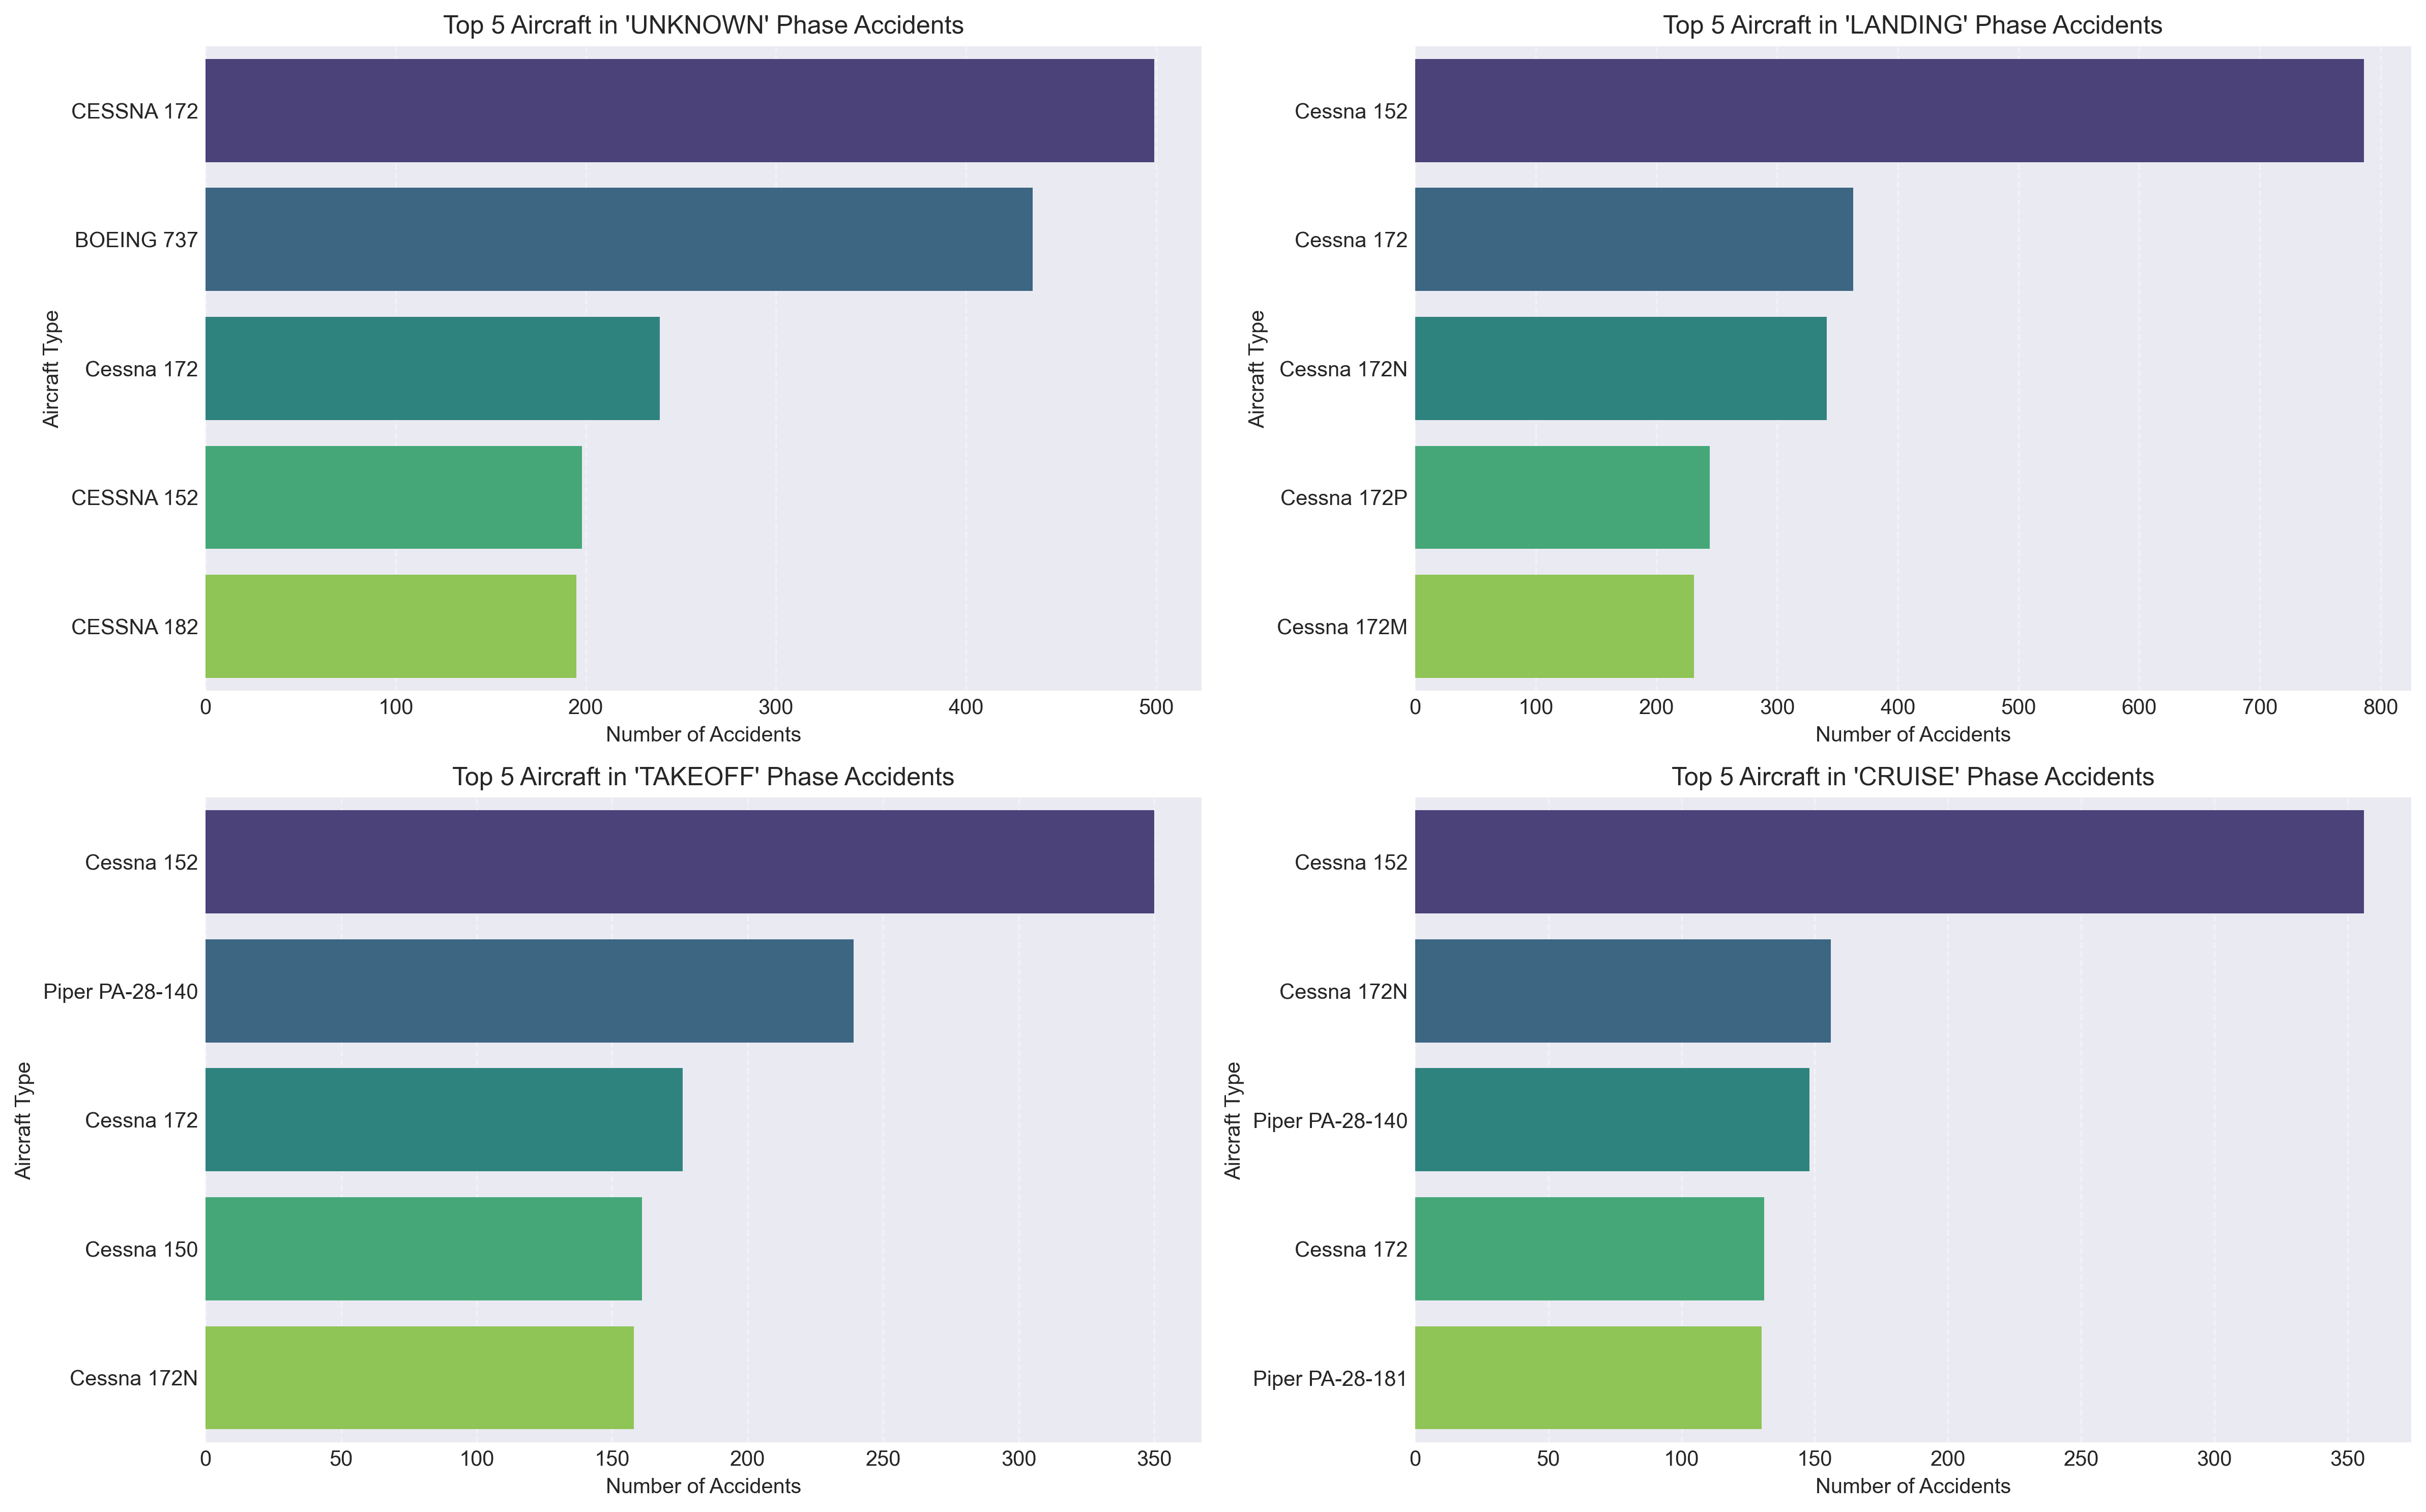 Top 5 Aircraft in 'UNKNOWN' Phase Accidents
Aircraft Type
CESSNA 172
BOEING 737
Cessna 172
CESSNA 152
CESSNA 182
0 100 200 300 400 500
Number of Accidents
Top 5 Aircraft in 'LANDING' Phase Accidents
Aircraft Type
Cessna 152
Cessna 172
Cessna 172N
Cessna 172P
Cessna 172M
0 100 200 300 400 500 600 700 800
Number of Accidents
Top 5 Aircraft in 'TAKEOFF' Phase Accidents
Aircraft Type
Cessna 152
Piper PA-28-140
Cessna 172
Cessna 150
Cessna 172N
0 50 100 150 200 250 300 350
Number of Accidents
Top 5 Aircraft in 'CRUISE' Phase Accidents
Aircraft Type
Cessna 152
Cessna 172N
Piper PA-28-140
Cessna 172
Piper PA-28-181
0 50 100 150 200 250 300 350
Number of Accidents